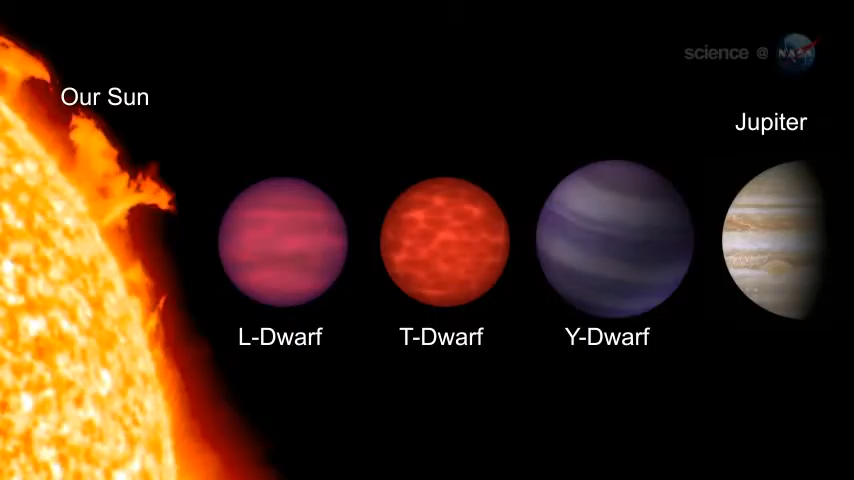 science @ NASA
Our Sun
Jupiter
L-Dwarf
T-Dwarf
Y-Dwarf